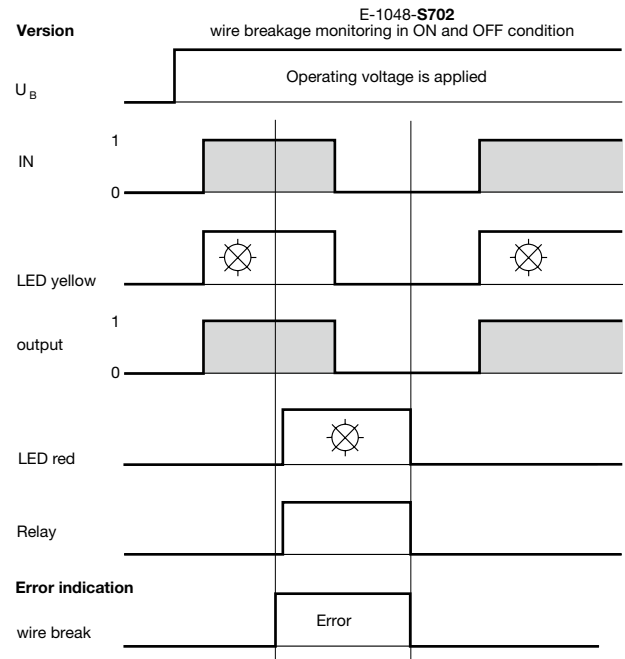 E-1048-S702
Version wire breakage monitoring in ON and OFF condition
Operating voltage is applied
U B
1
IN
0
LED yellow
1
output
0
LED red
Relay
Error indication
Error
wire break